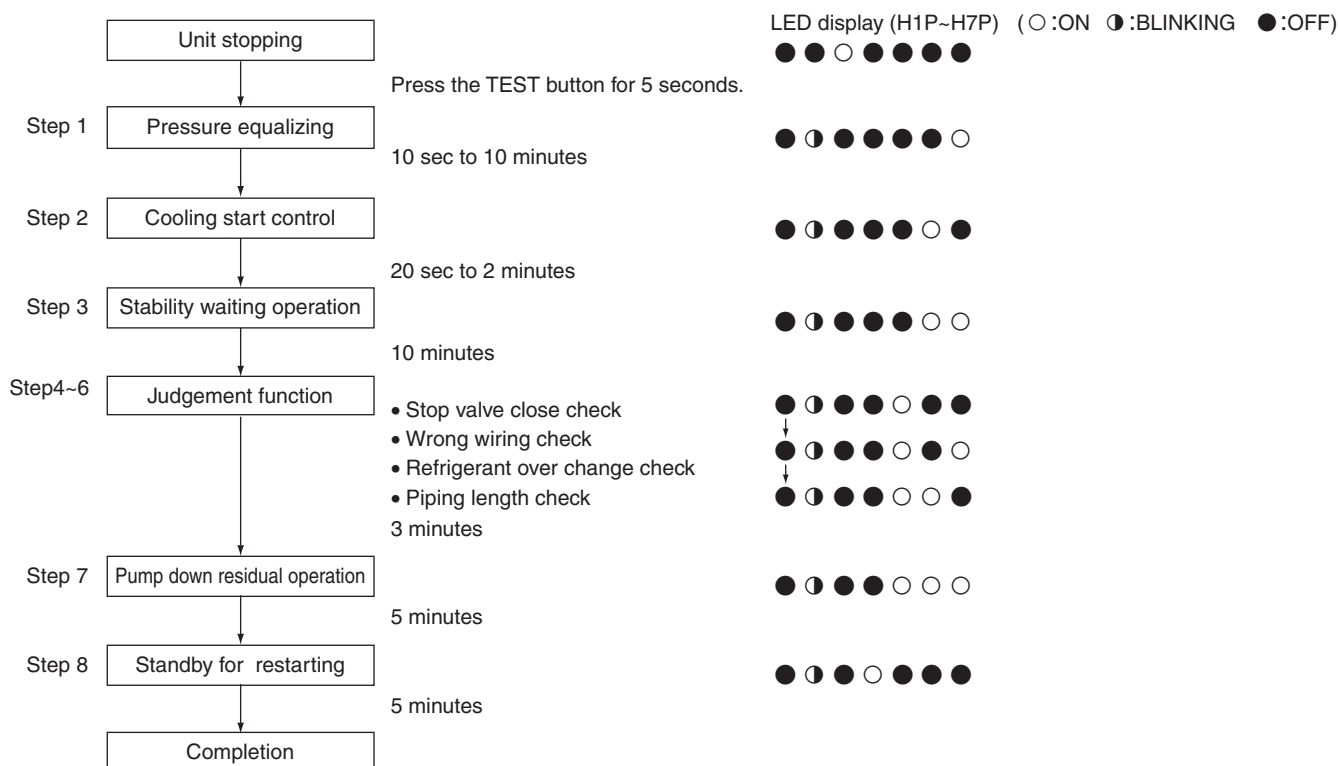 LED display (H1P~H7P) ( ○ :ON ◑ :BLINKING ● :OFF)
Unit stopping
● ● ○ ● ● ● ●
Press the TEST button for 5 seconds.
Step 1 Pressure equalizing
● ◑ ● ● ● ● ○
10 sec to 10 minutes
Step 2 Cooling start control
● ◑ ● ● ● ○ ●
20 sec to 2 minutes
Step 3 Stability waiting operation
● ◑ ● ● ● ○ ○
10 minutes
Step4~6 Judgement function
• Stop valve close check ● ◑ ● ● ○ ● ●
• Wrong wiring check ● ◑ ● ● ○ ● ○
• Refrigerant over change check
• Piping length check ● ◑ ● ● ○ ○ ●
3 minutes
Step 7 Pump down residual operation
● ◑ ● ● ○ ○ ○
5 minutes
Step 8 Standby for restarting
● ◑ ● ○ ● ● ●
5 minutes
Completion